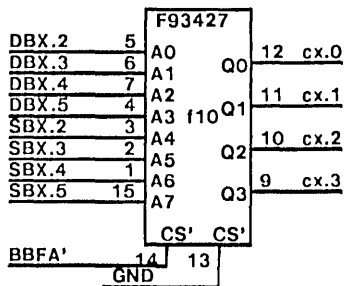 F93427
DBX.2 5 A0 Q0 12 cx.0
DBX.3 6 A1
DBX.4 7 A2 Q1 11 cx.1
DBX.5 4 A3 f10
SBX.2 3 A4 Q2 10 cx.2
SBX.3 2 A5
SBX.4 1 A6 Q3 9 cx.3
SBX.5 15 A7
CS' CS'
BBFA' 14 13
GND